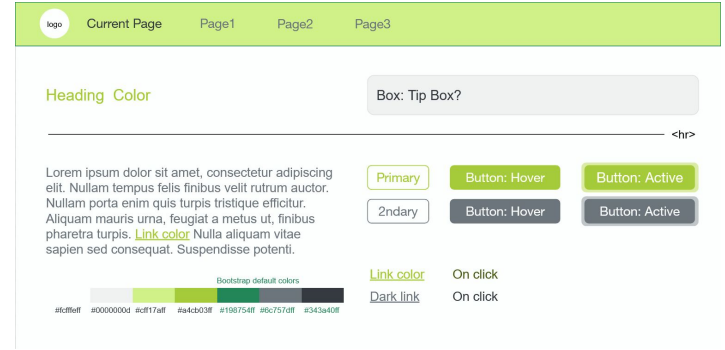 logo Current Page Page1 Page2 Page3
Heading Color
Box: Tip Box?
<hr>
Lorem ipsum dolor sit amet, consectetur adipiscing
elit. Nullam tempus felis finibus velit rutrum auctor.
Nullam porta enim quis turpis tristique efficitur.
Aliquam mauris urna, feugiat a metus ut, finibus
pharetra turpis. Link color Nulla aliquam vitae
sapien sed consequat. Suspendisse potenti.
Primary Button: Hover Button: Active
2ndary Button: Hover Button: Active
Link color On click
Dark link On click
Bootstrap default colors
#fcfffeff #0000000d #cff17aff #a4cb03ff #198754ff #6c757dff #343a40ff